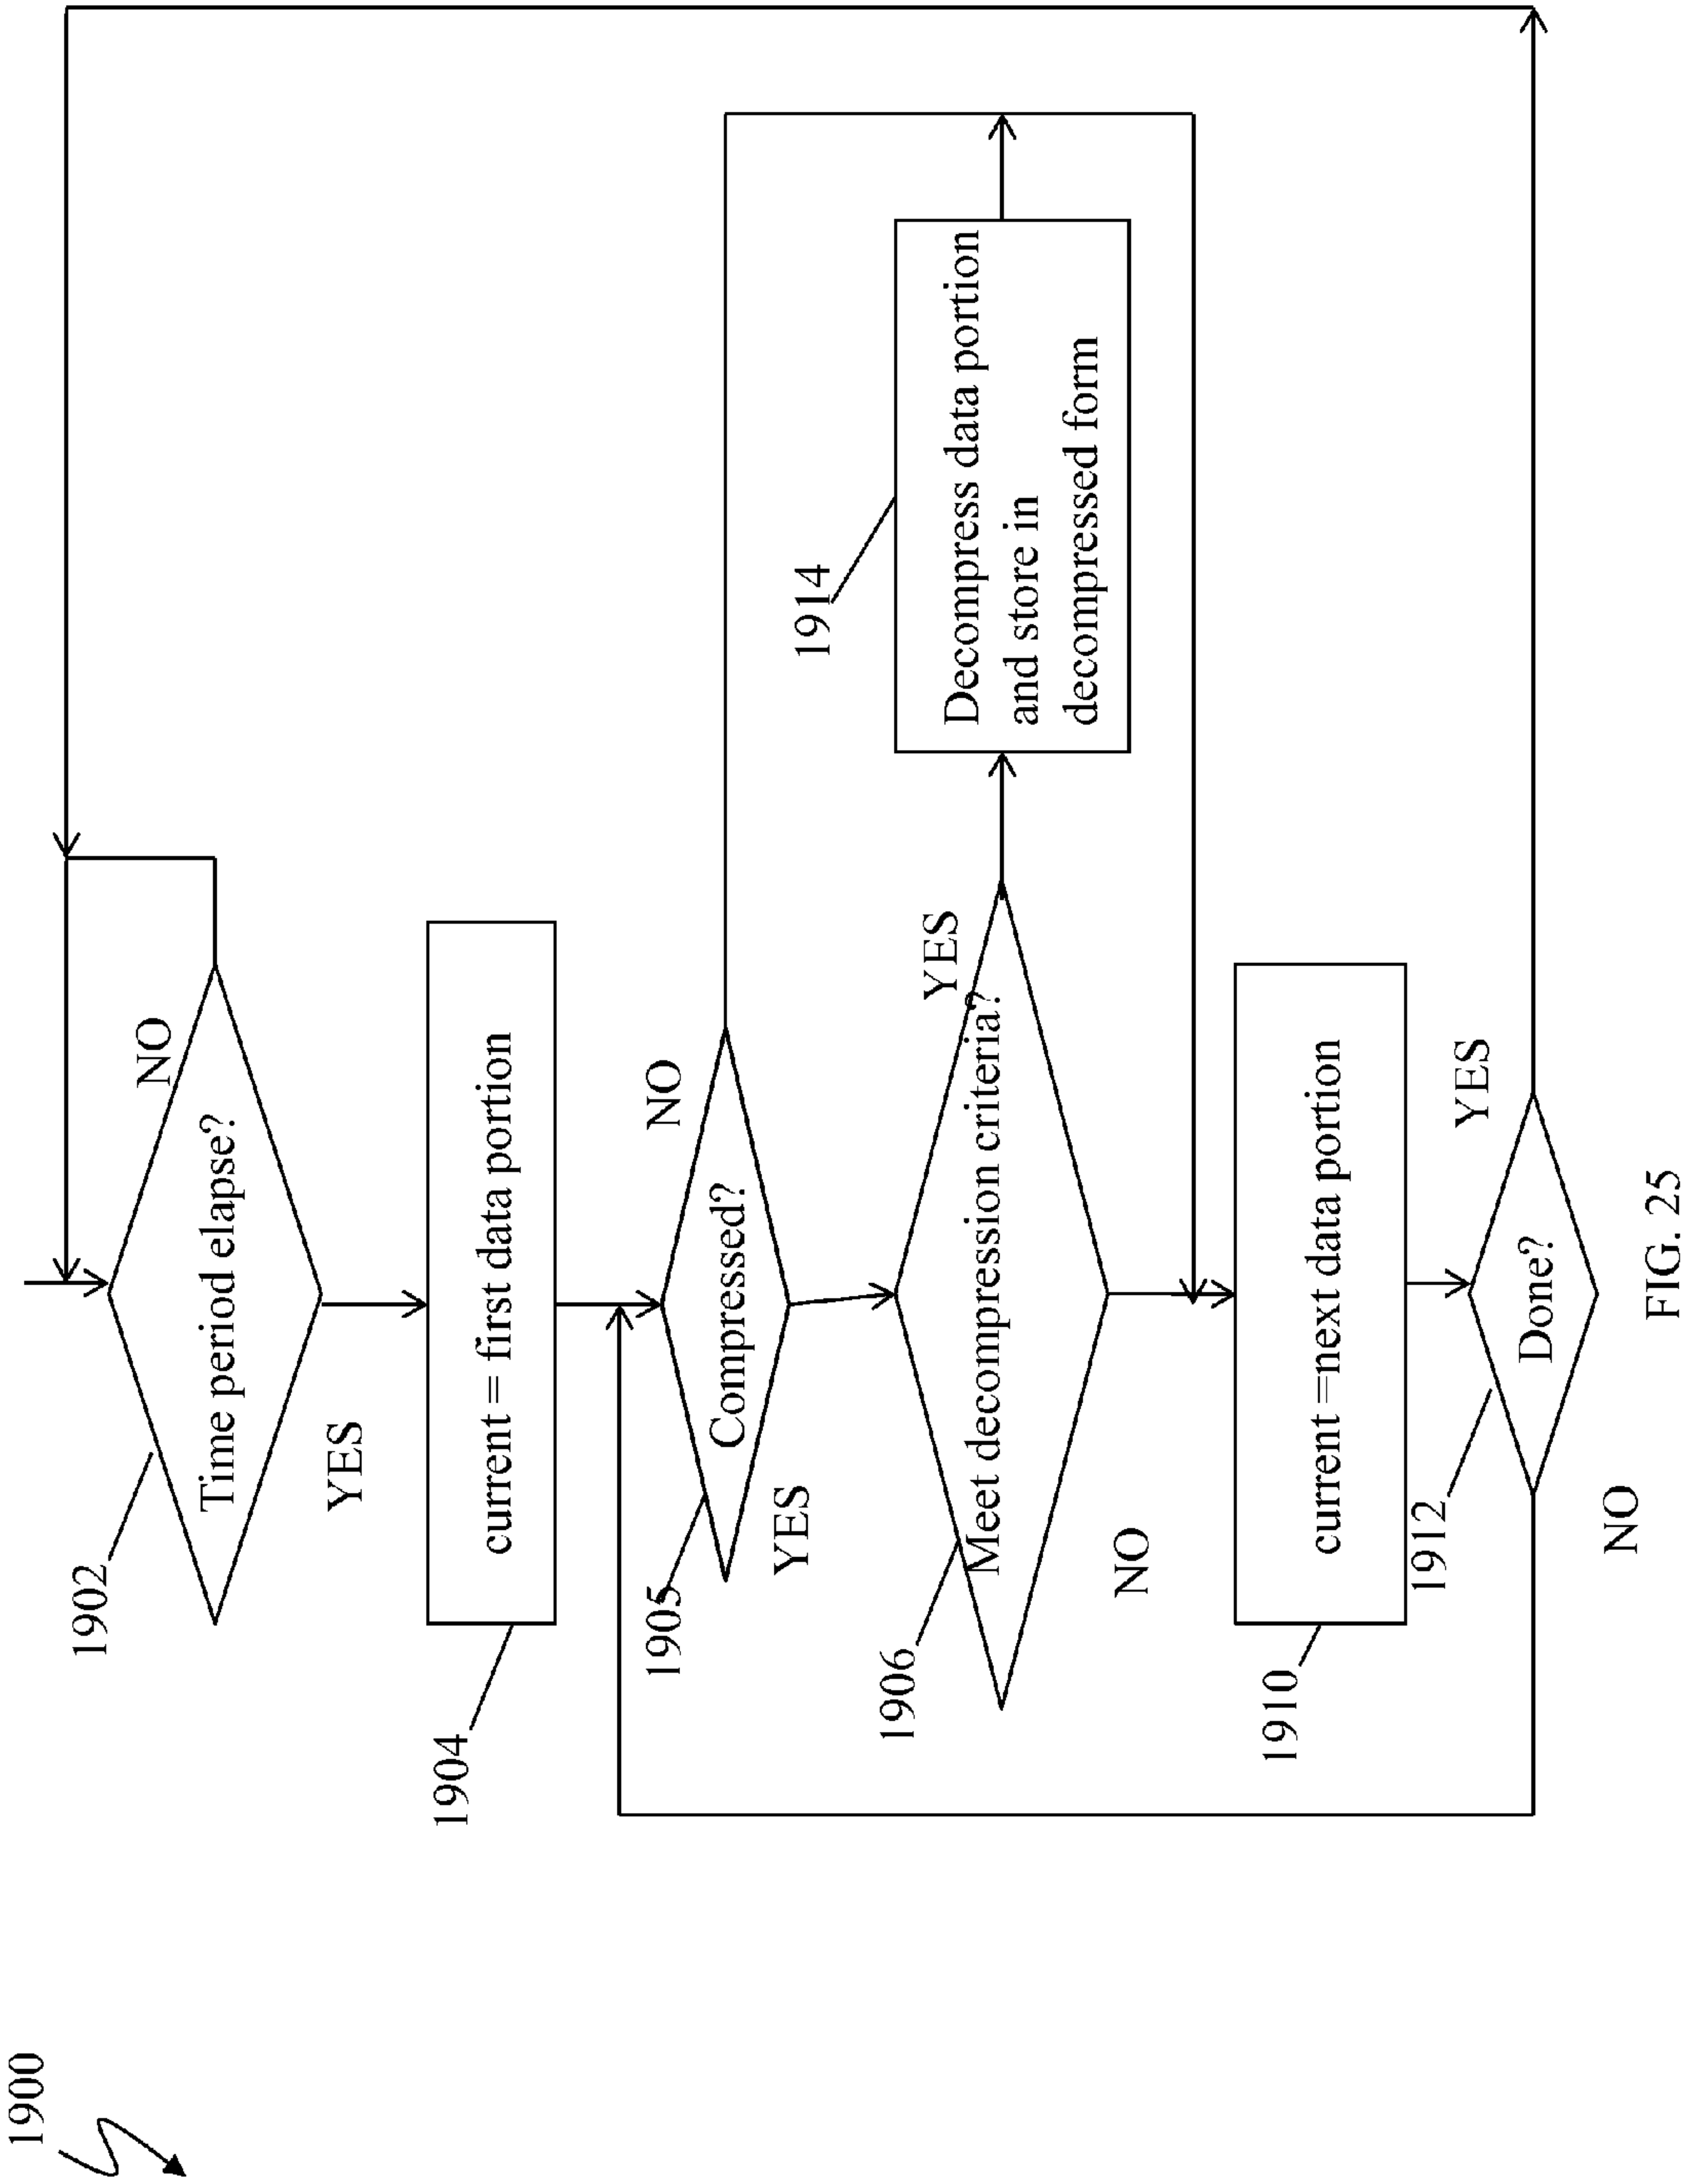 1900
1902
Time period elapse?
NO
YES
1904
current = first data portion
1905
Compressed?
NO
YES
1906
Meet decompression criteria?
YES
NO
1914
Decompress data portion
and store in
decompressed form
1910
current =next data portion
1912
Done?
YES
NO
FIG. 25